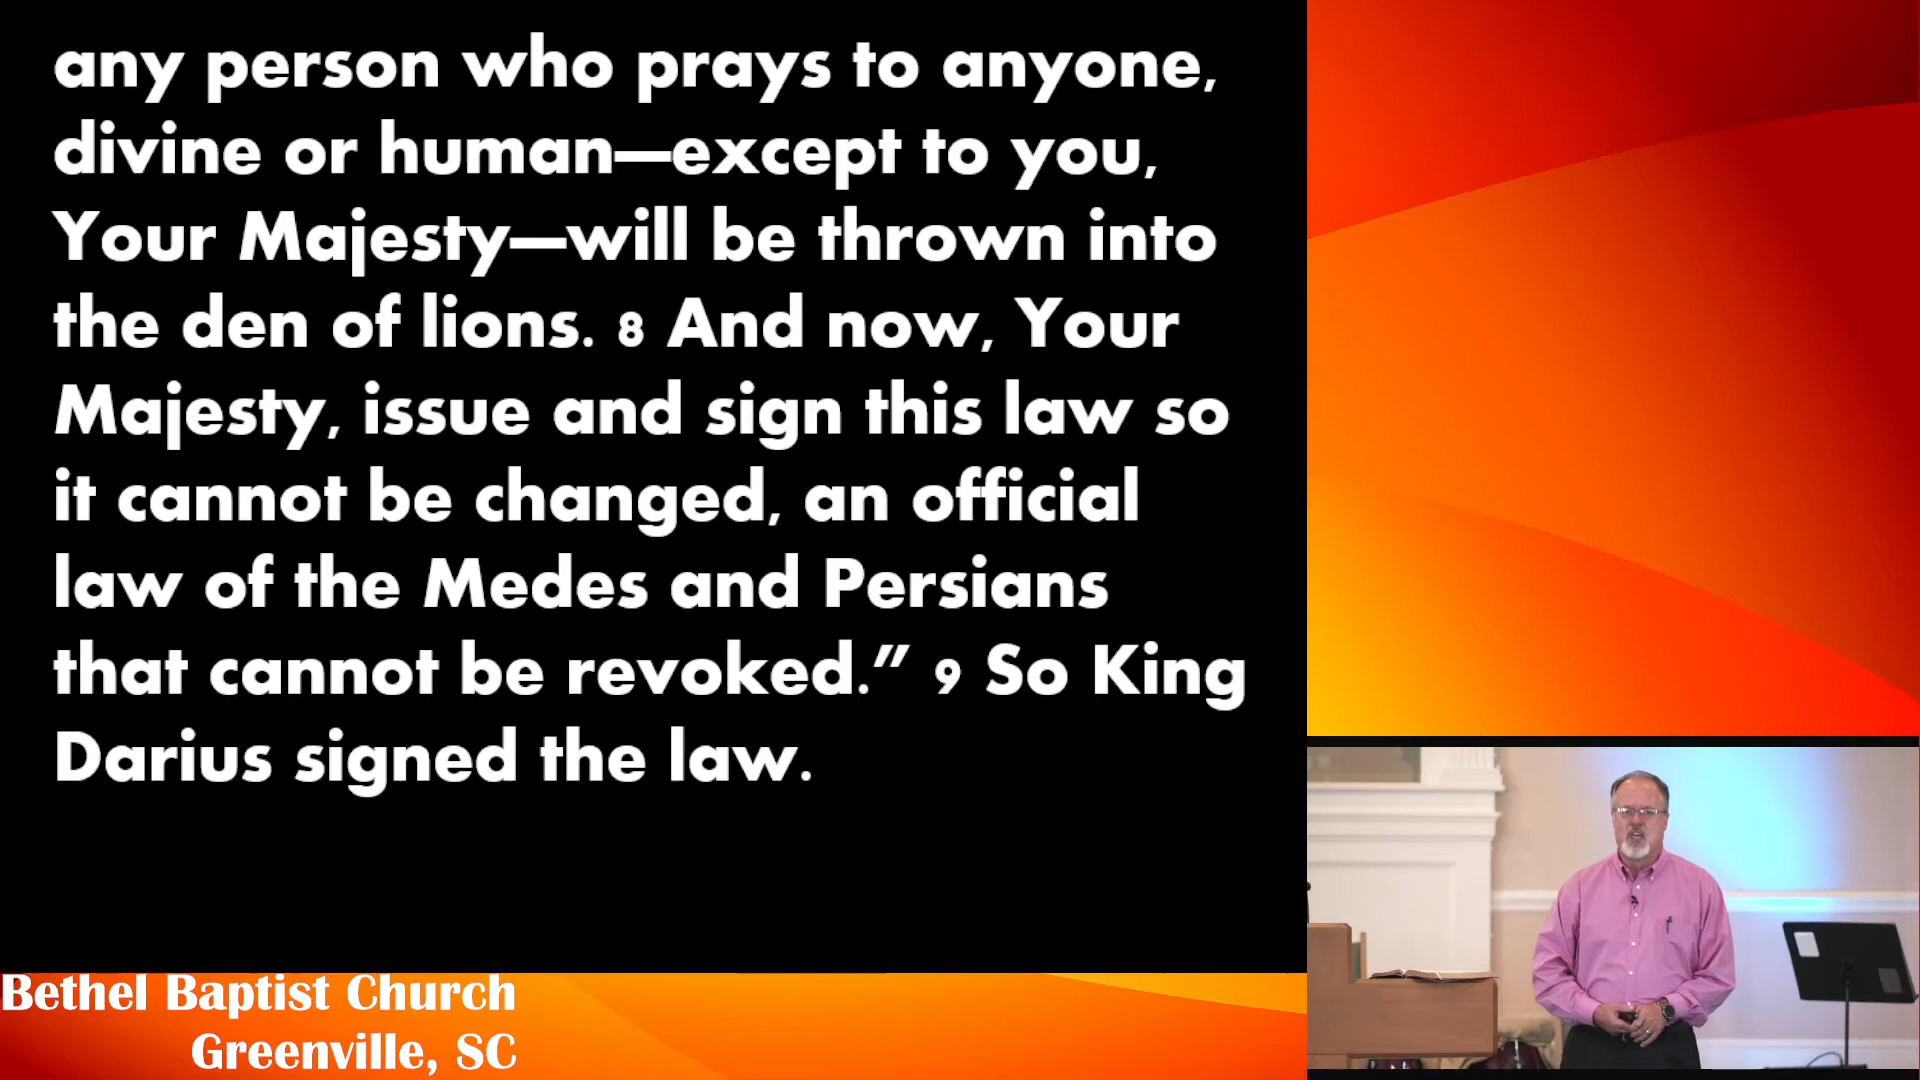 any person who prays to anyone,
divine or human—except to you,
Your Majesty—will be thrown into
the den of lions. 8 And now, Your
Majesty, issue and sign this law so
it cannot be changed, an official
law of the Medes and Persians
that cannot be revoked.” 9 So King
Darius signed the law.
Bethel Baptist Church
Greenville, SC